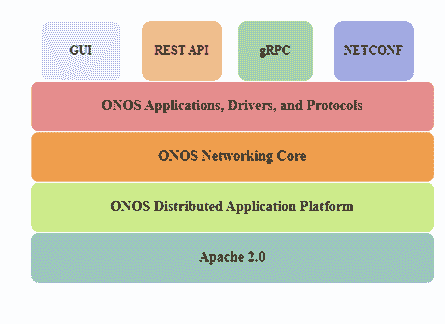 GUI
REST API
gRPC
NETCONF
ONOS Applications, Drivers, and Protocols
ONOS Networking Core
ONOS Distributed Application Platform
Apache 2.0